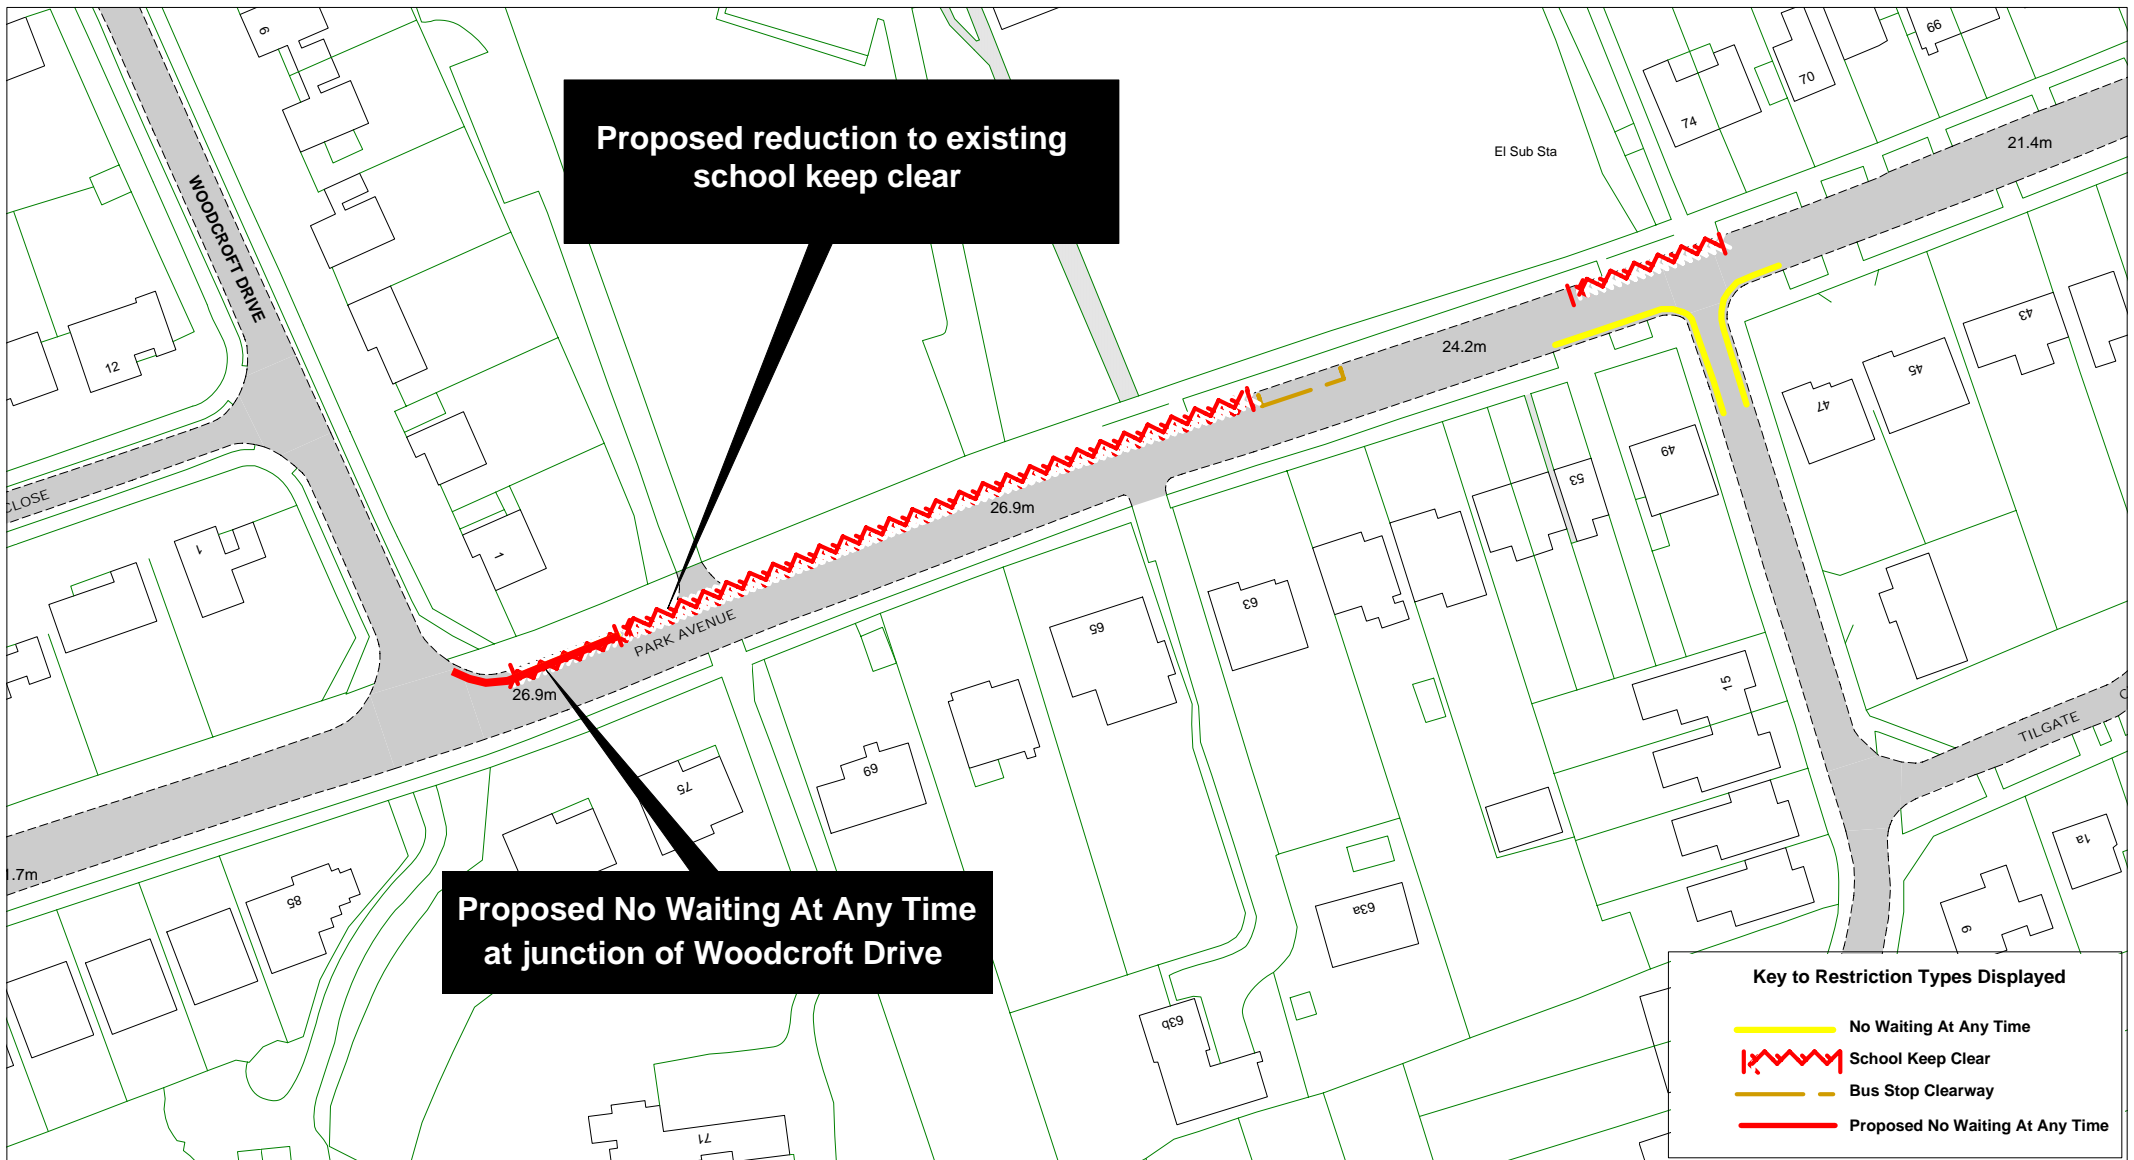 Proposed reduction to existing
school keep clear
9
66
70
74
21.4m
El Sub Sta
WOODCROFT DRIVE
12
24.2m
43
45
47
49
53
CLOSE
1
1
26.9m
PARK AVENUE
26.9m
63
65
69
75
15
TILGATE
1a
9
1.7m
85
63a
63b
71
Proposed No Waiting At Any Time
at junction of Woodcroft Drive
Key to Restriction Types Displayed
No Waiting At Any Time
School Keep Clear
Bus Stop Clearway
Proposed No Waiting At Any Time